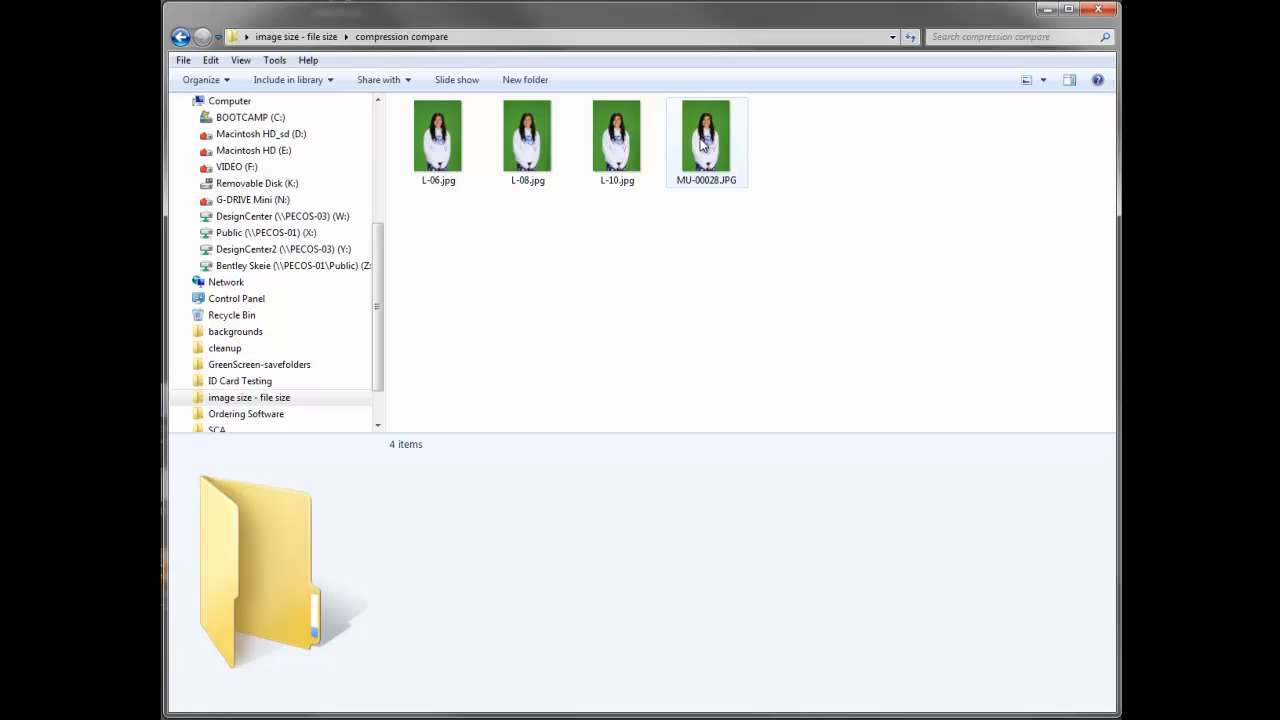 image size - file size compression compare Search compression compare
File Edit View Tools Help
Organize Include in library Share with Slide show New folder
Computer
BOOTCAMP (C:)
Macintosh HD_sd (D:)
Macintosh HD (E:)
VIDEO (F:)
Removable Disk (K:)
G-DRIVE Mini (N:)
DesignCenter (\\PECOS-03) (W:)
Public (\\PECOS-01) (X:)
DesignCenter2 (\\PECOS-03) (Y:)
Bentley Skeie (\\PECOS-01\Public) (Z:
Network
Control Panel
Recycle Bin
backgrounds
cleanup
GreenScreen-savefolders
ID Card Testing
image size - file size
Ordering Software
SCA
L-06.jpg L-08.jpg L-10.jpg MU-00028.JPG
4 items